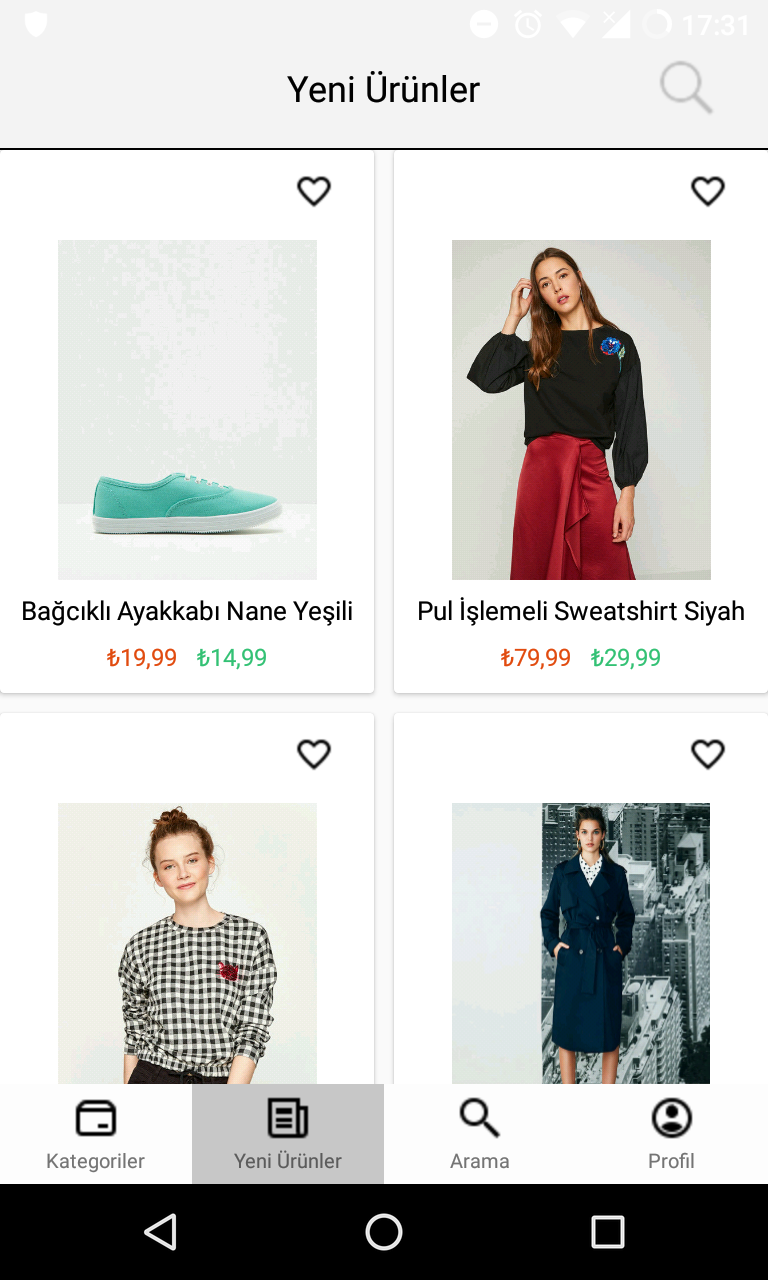 17:31
Yeni Ürünler
Bağcıklı Ayakkabı Nane Yeşili
Pul İşlemeli Sweatshirt Siyah
₺19,99 ₺14,99
₺79,99 ₺29,99
Kategoriler
Yeni Ürünler
Arama
Profil